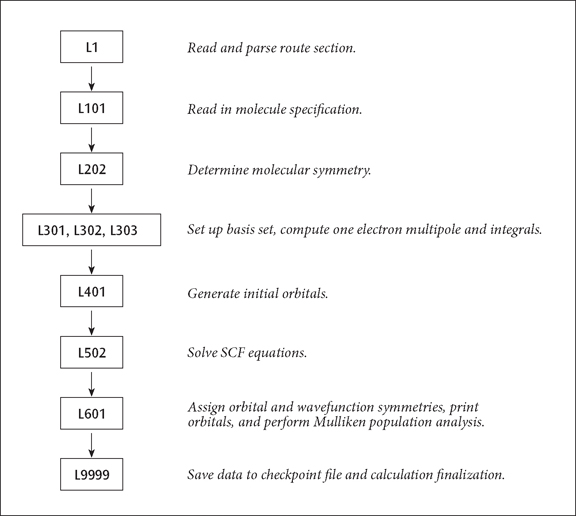 L1 Read and parse route section.
L101 Read in molecule specification.
L202 Determine molecular symmetry.
L301, L302, L303 Set up basis set, compute one electron multipole and integrals.
L401 Generate initial orbitals.
L502 Solve SCF equations.
L601 Assign orbital and wavefunction symmetries, print
orbitals, and perform Mulliken population analysis.
L9999 Save data to checkpoint file and calculation finalization.